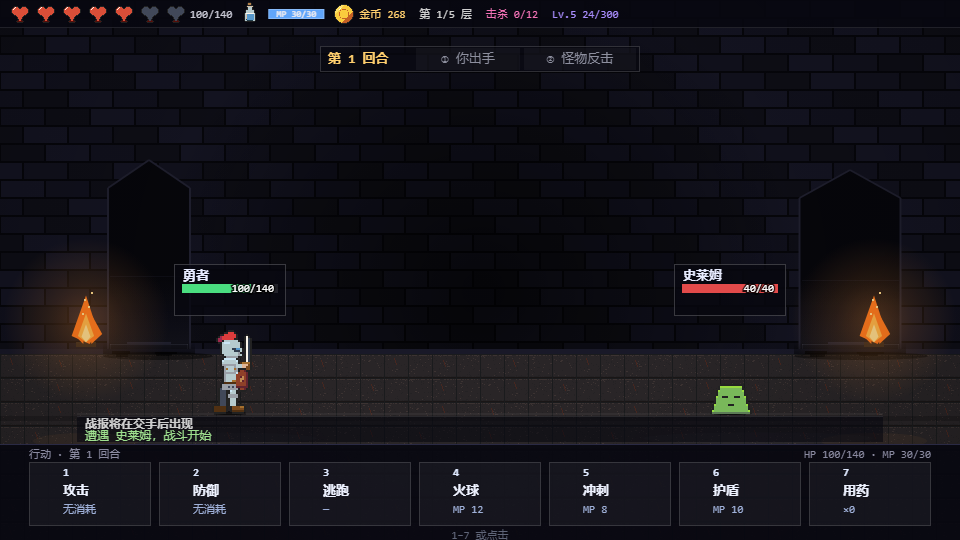 100/140 MP 30/30 金币 268 第 1/5 层 击杀 0/12 Lv.5 24/300
第 1 回合 ① 你出手 ② 怪物反击
勇者
100/140
史莱姆
40/40
战报将在交手后出现
遭遇 史莱姆, 战斗开始
行动 · 第 1 回合 HP 100/140 · MP 30/30
1 2 3 4 5 6 7
攻击 防御 逃跑 火球 冲刺 护盾 用药
无消耗 无消耗 — MP 12 MP 8 MP 10 ×0
1-7 或点击